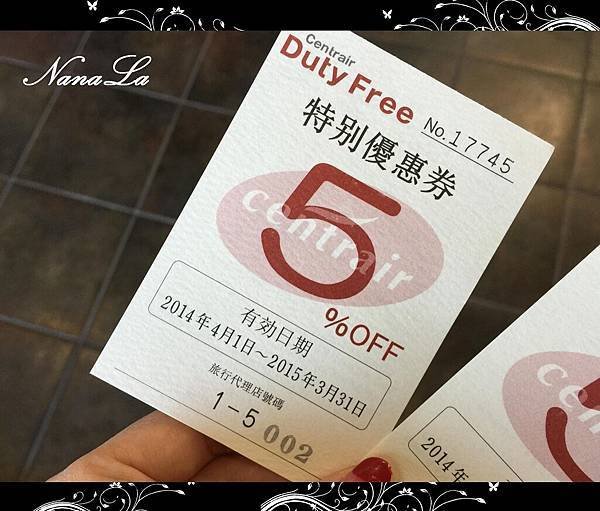 NanaLa
Centrair
Duty Free
No.17745
特別優惠券
centrair
5
%OFF
有効日期
2014年4月1日～2015年3月31日
旅行代理店號碼
1-5 002
centrair
5
2014年